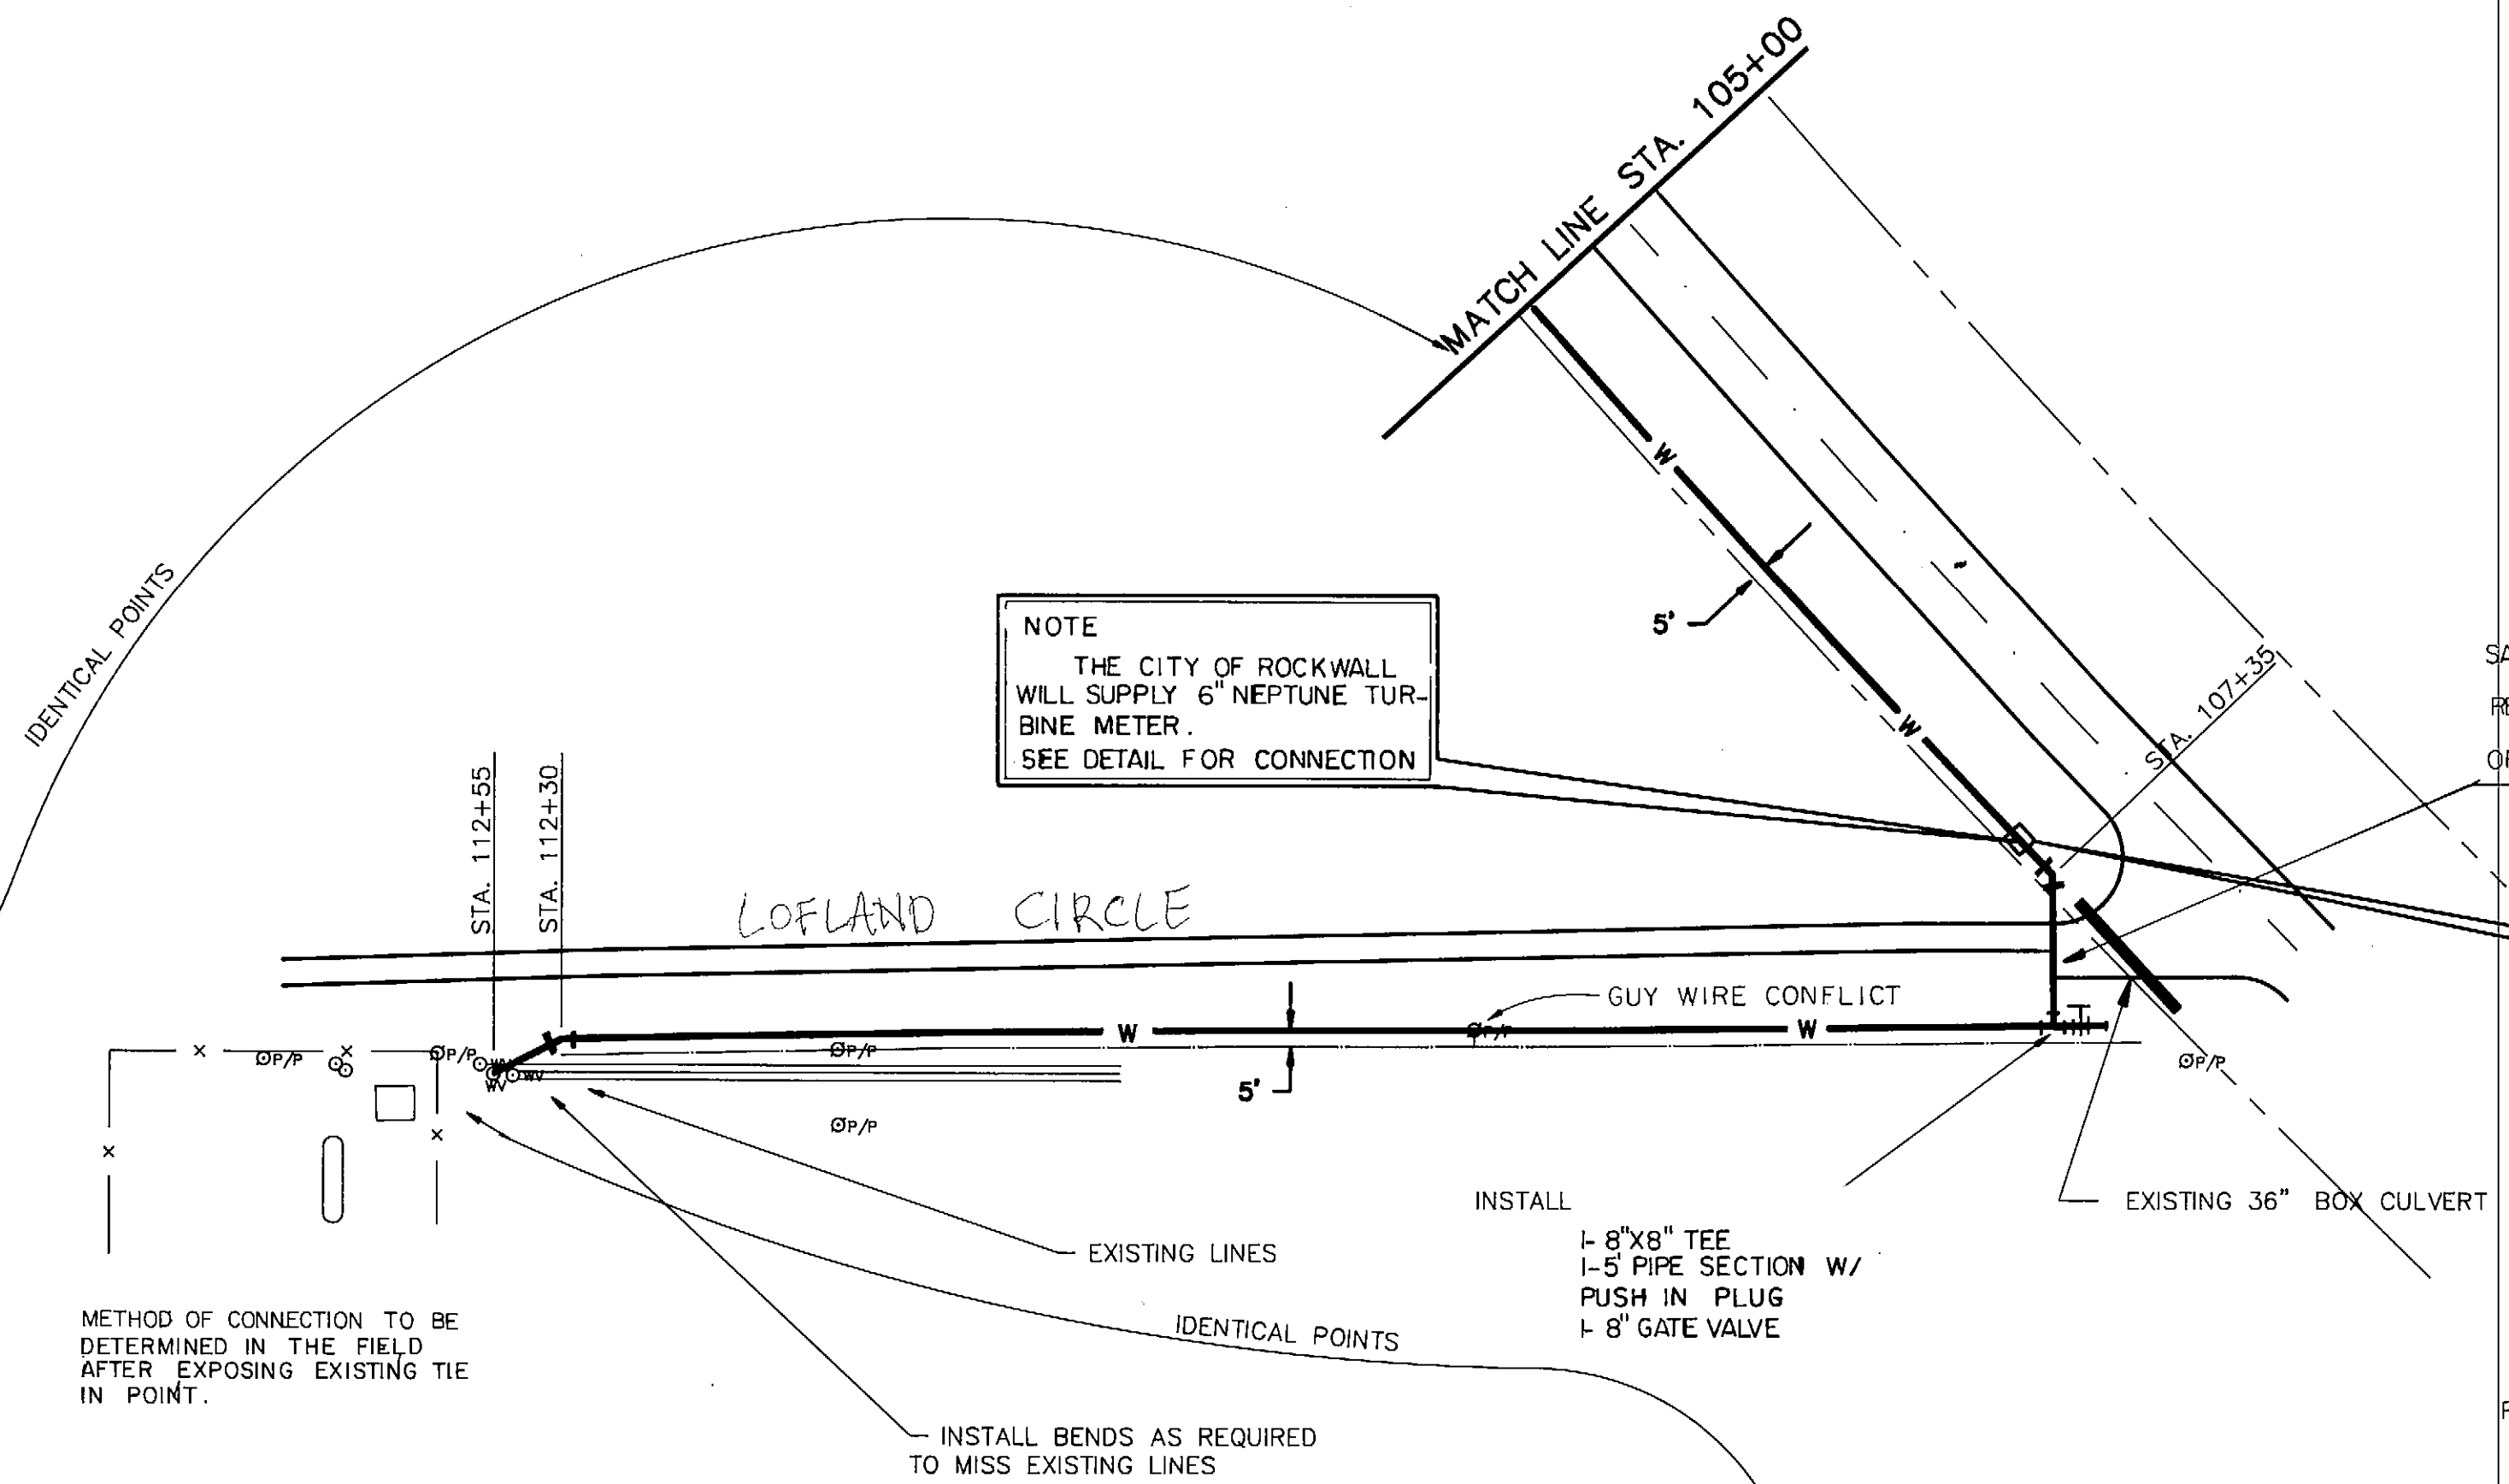 MATCH LINE STA. 105+00
IDENTICAL POINTS
NOTE
THE CITY OF ROCKWALL
WILL SUPPLY 6" NEPTUNE TUR-
BINE METER.
SEE DETAIL FOR CONNECTION
W
5'
W
STA. 107+35
STA. 112+55
STA. 112+30
LOFLAND CIRCLE
GUY WIRE CONFLICT
W
W
5'
X
P/P
X
P/P
WV
WV
WV
P/P
P/P
P/P
P/P
X
X
INSTALL
1- 8"X8" TEE
1-5' PIPE SECTION W/
PUSH IN PLUG
1- 8" GATE VALVE
EXISTING 36" BOX CULVERT
EXISTING LINES
IDENTICAL POINTS
METHOD OF CONNECTION TO BE
DETERMINED IN THE FIELD
AFTER EXPOSING EXISTING TIE
IN POINT.
INSTALL BENDS AS REQUIRED
TO MISS EXISTING LINES